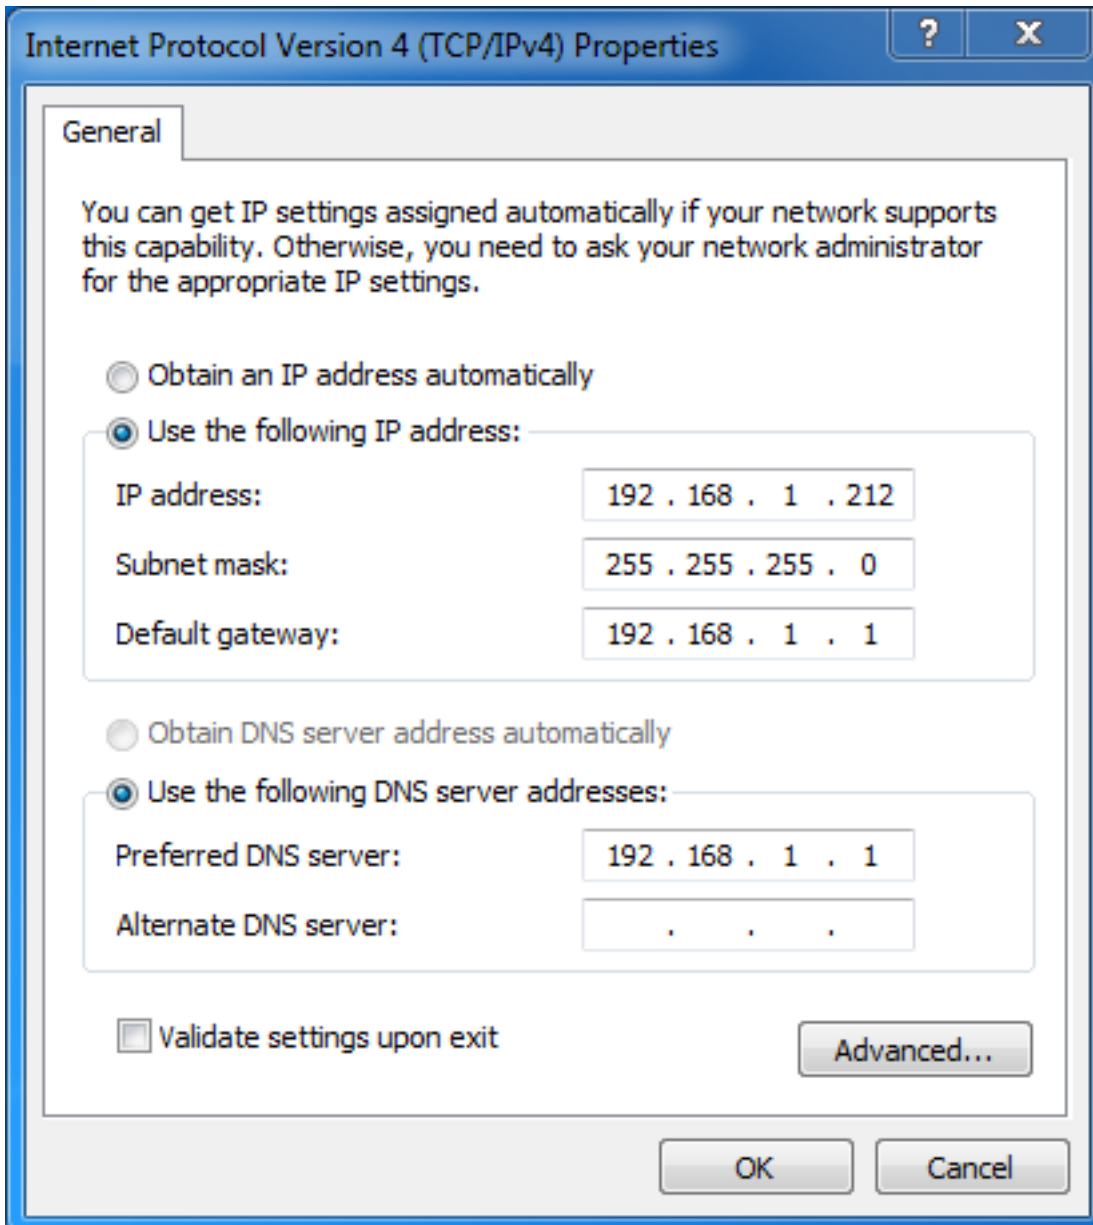 Internet Protocol Version 4 (TCP/IPv4) Properties
? X
General
You can get IP settings assigned automatically if your network supports
this capability. Otherwise, you need to ask your network administrator
for the appropriate IP settings.
Obtain an IP address automatically
Use the following IP address:
IP address: 192 . 168 . 1 . 212
Subnet mask: 255 . 255 . 255 . 0
Default gateway: 192 . 168 . 1 . 1
Obtain DNS server address automatically
Use the following DNS server addresses:
Preferred DNS server: 192 . 168 . 1 . 1
Alternate DNS server: . . .
Validate settings upon exit
Advanced...
OK Cancel